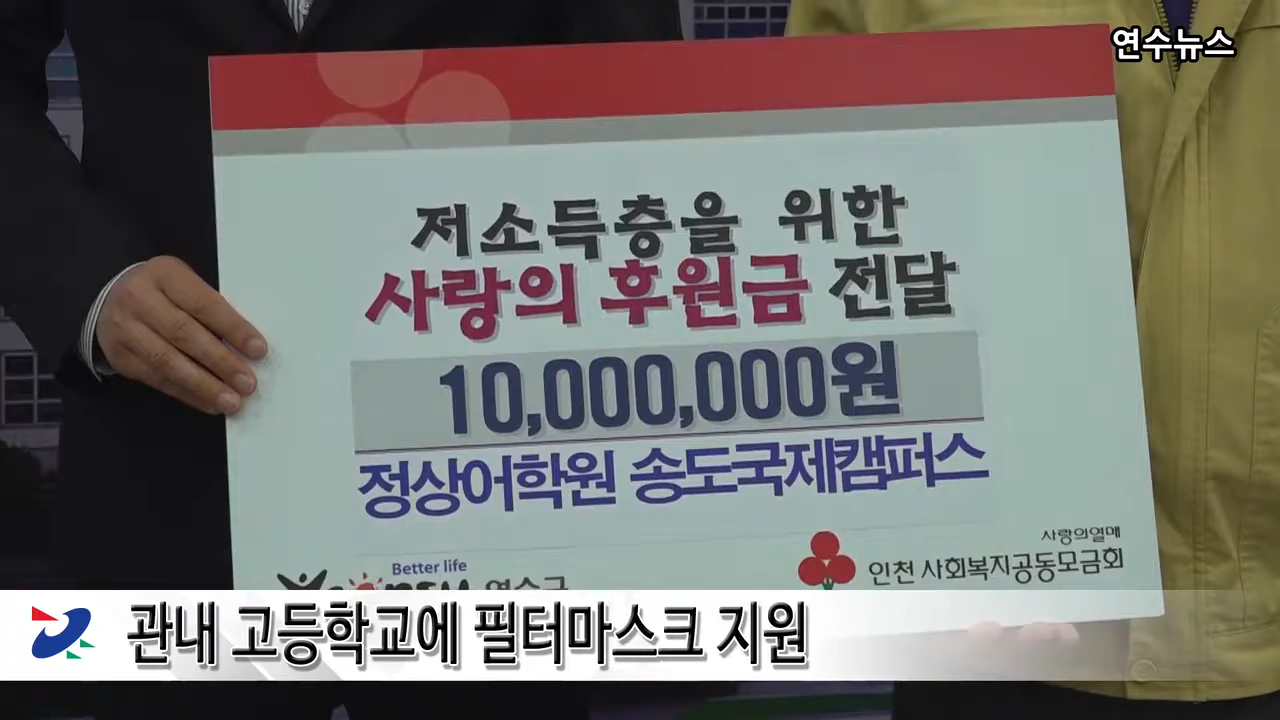 연수뉴스
저소득층을 위한
사랑의 후원금 전달
10,000,000원
정상어학원 송도국제캠퍼스
Better life
연수구
사랑의열매
인천 사회복지공동모금회
관내 고등학교에 필터마스크 지원